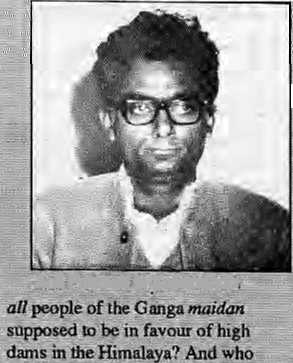 all people of the Ganga maidan
supposed to be in favour of high
dams in the Himalaya? And who